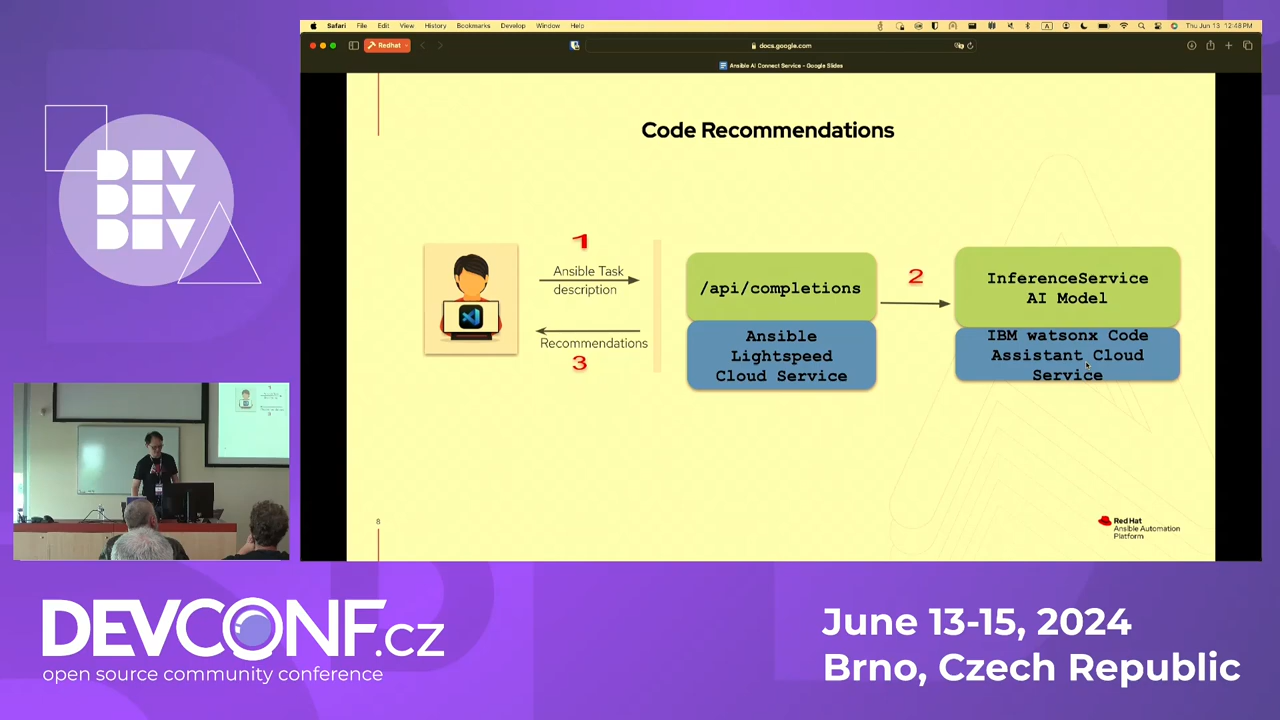 Safari File Edit View History Bookmarks Develop Window Help
A
Thu Jun 13 12:48 PM
Redhat
docs.google.com
Ansible AI Connect Service - Google Slides
DEV
DEV
DEV
Code Recommendations
1
Ansible Task
description
Recommendations
3
/api/completions
Ansible
Lightspeed
Cloud Service
2
InferenceService
AI Model
IBM watsonx Code
Assistant Cloud
Service
8
Red Hat
Ansible Automation
Platform
DEVCONF.cz
open source community conference
June 13-15, 2024
Brno, Czech Republic